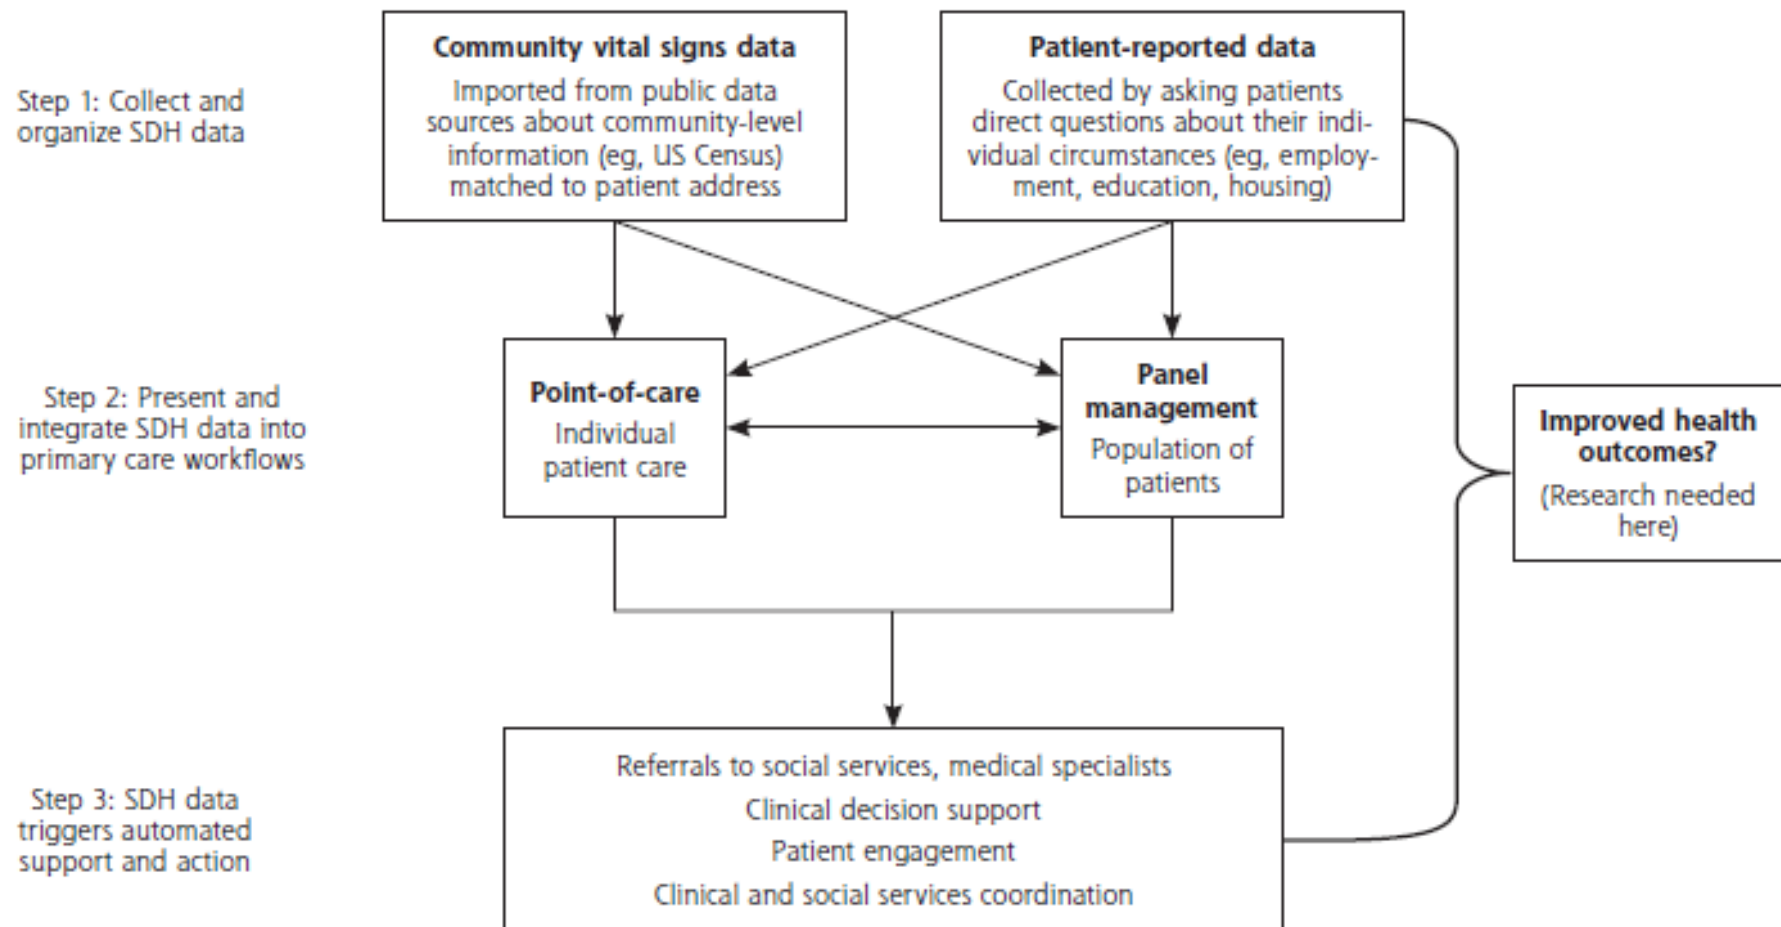 Step 1: Collect and
organize SDH data
Community vital signs data
Imported from public data
sources about community-level
information (eg, US Census)
matched to patient address
Patient-reported data
Collected by asking patients
direct questions about their indi-
vidual circumstances (eg, employ-
ment, education, housing)
Step 2: Present and
integrate SDH data into
primary care workflows
Point-of-care
Individual
patient care
Panel
management
Population of
patients
Improved health
outcomes?
(Research needed
here)
Step 3: SDH data
triggers automated
support and action
Referrals to social services, medical specialists
Clinical decision support
Patient engagement
Clinical and social services coordination